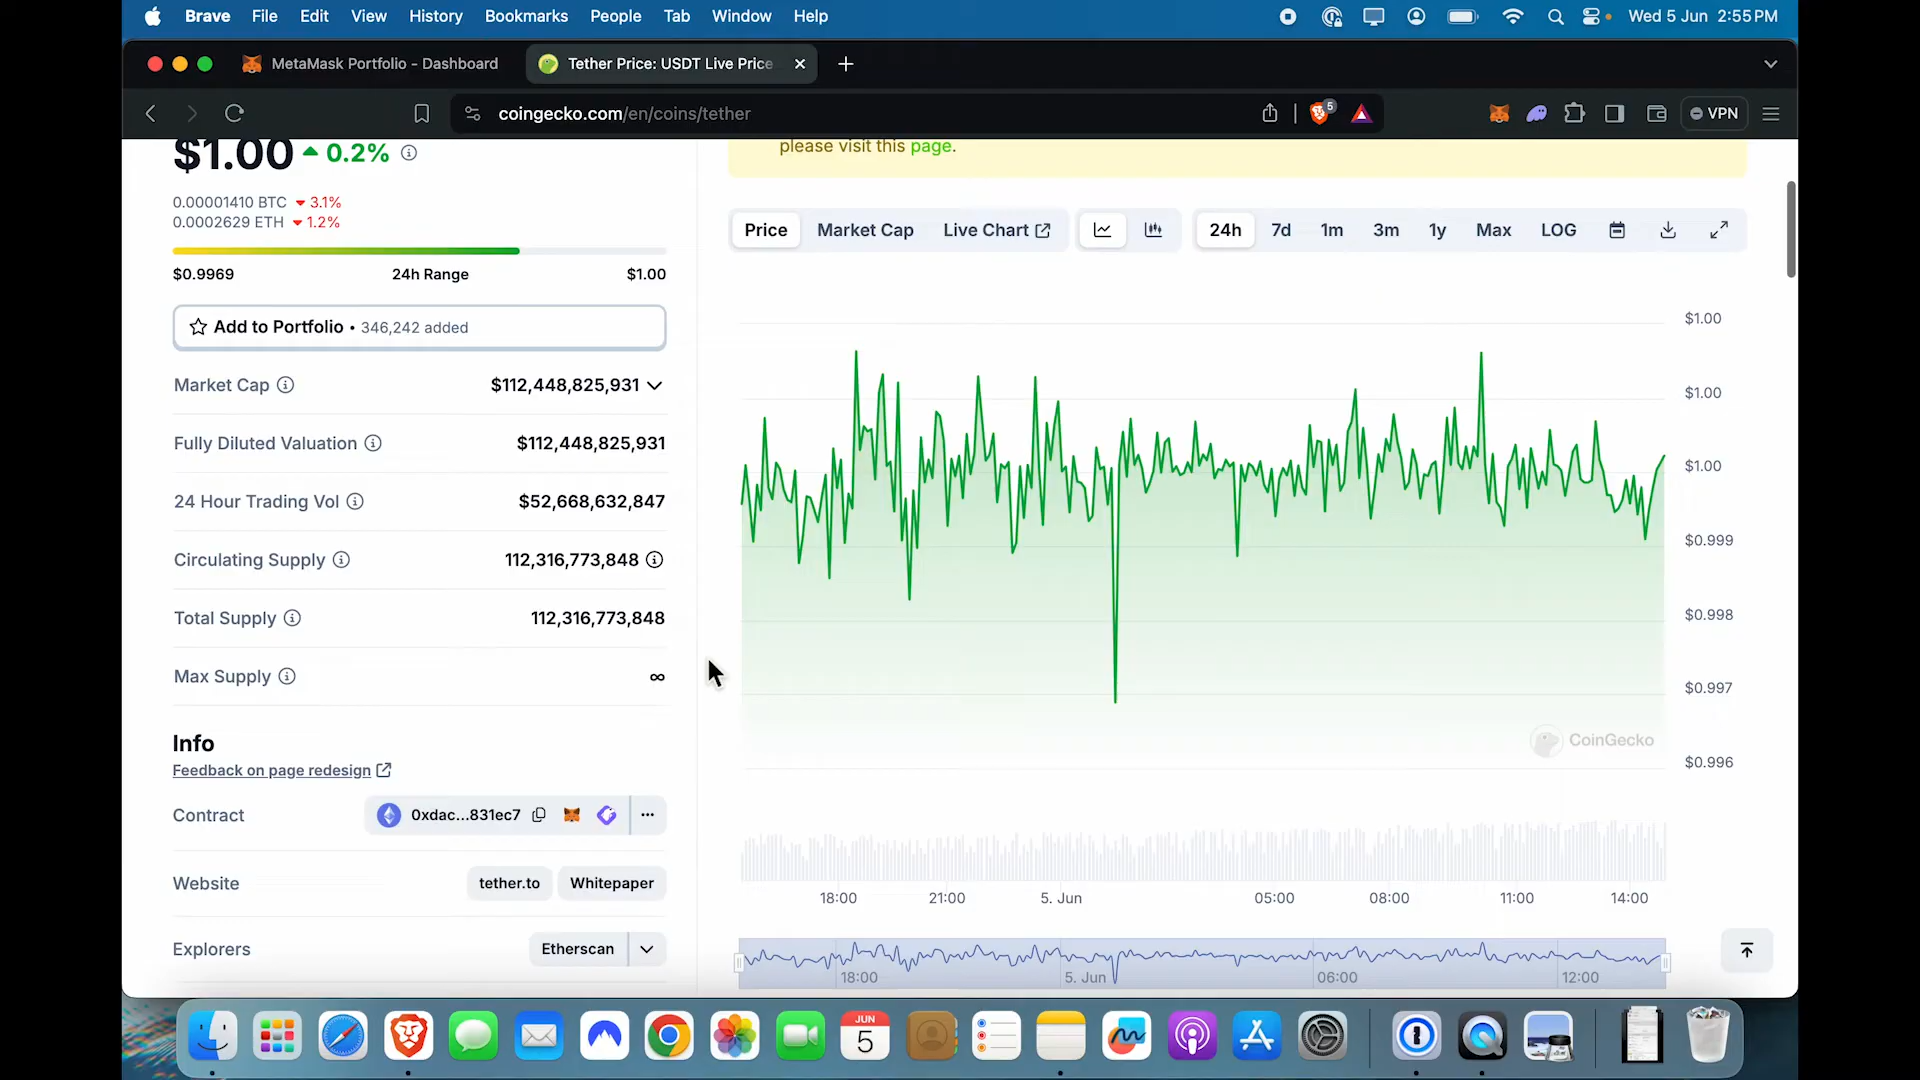 Brave File Edit View History Bookmarks People Tab Window Help Wed 5 Jun 2:55 PM
MetaMask Portfolio - Dashboard Tether Price: USDT Live Price
coingecko.com/en/coins/tether 5 VPN
$1.00 0.2%
please visit this page.
0.00001410 BTC 3.1%
0.0002629 ETH 1.2%
$0.9969 24h Range $1.00
Add to Portfolio • 346,242 added
Market Cap $112,448,825,931
Fully Diluted Valuation $112,448,825,931
24 Hour Trading Vol $52,668,632,847
Circulating Supply 112,316,773,848
Total Supply 112,316,773,848
Max Supply ∞
Info
Feedback on page redesign
Contract 0xdac...831ec7
Website tether.to Whitepaper
Explorers Etherscan
Price Market Cap Live Chart 24h 7d 1m 3m 1y Max LOG
$1.00
$1.00
$1.00
$0.999
$0.998
$0.997
CoinGecko
$0.996
18:00 21:00 5. Jun 05:00 08:00 11:00 14:00
18:00 5. Jun 06:00 12:00
JUN
5